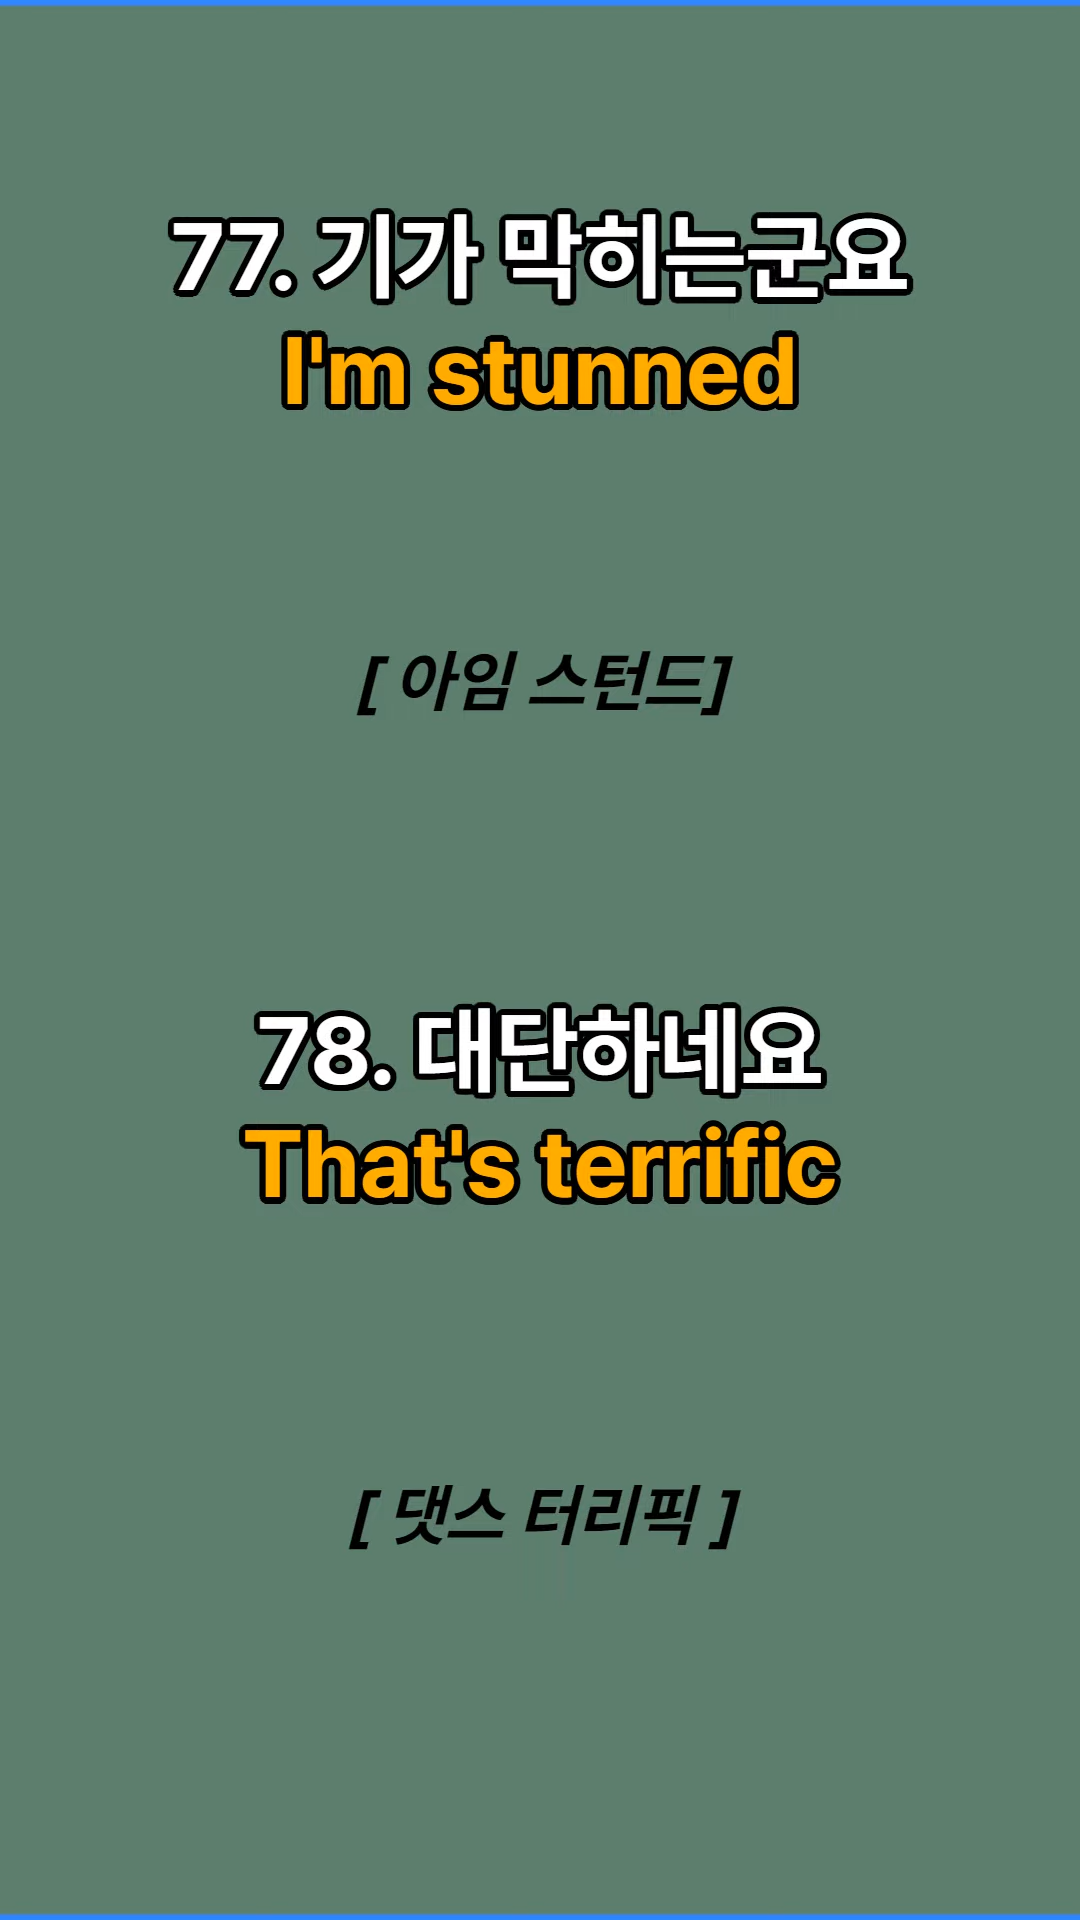 77. 기가 막히는군요
I'm stunned
[ 아임 스턴드]
78. 대단하네요
That's terrific
[ 댓스 터리픽 ]